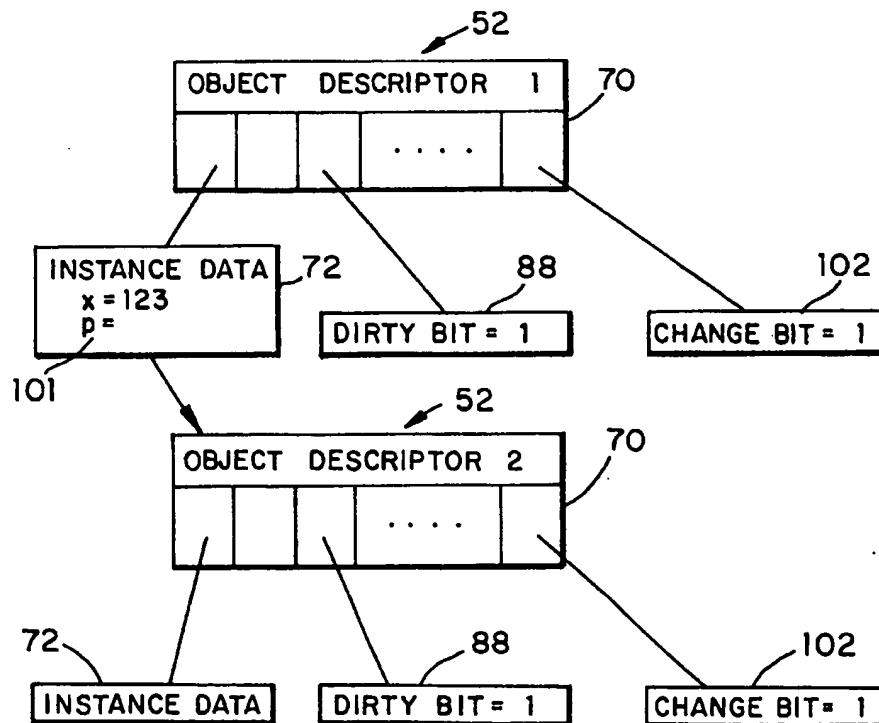 52
OBJECT DESCRIPTOR 1
70
. . . .
INSTANCE DATA
x = 123
p =
72
88
102
DIRTY BIT = 1
CHANGE BIT = 1
101
52
OBJECT DESCRIPTOR 2
70
. . . .
72
88
102
INSTANCE DATA
DIRTY BIT = 1
CHANGE BIT = 1